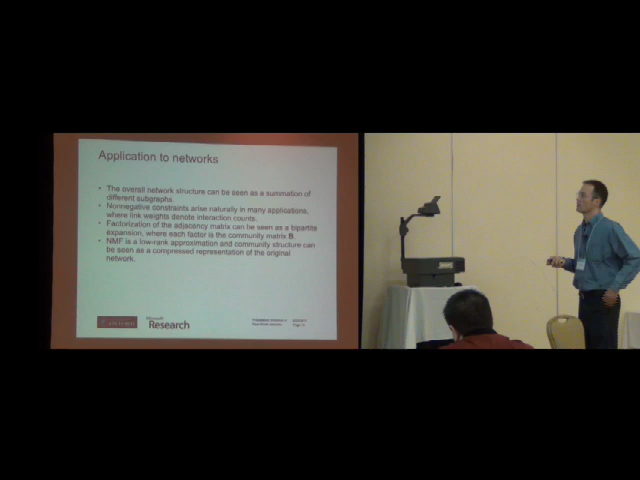 Application to networks
• The overall network structure can be seen as a summation of
different subgraphs.
• Nonnegative constraints arise naturally in many applications,
where link weights denote interaction counts.
• Factorization of the adjacency matrix can be seen as a bipartite
expansion, where each factor is the community matrix B.
• NMF is a low-rank approximation and community structure can
be seen as a compressed representation of the original
network.
Microsoft
Research